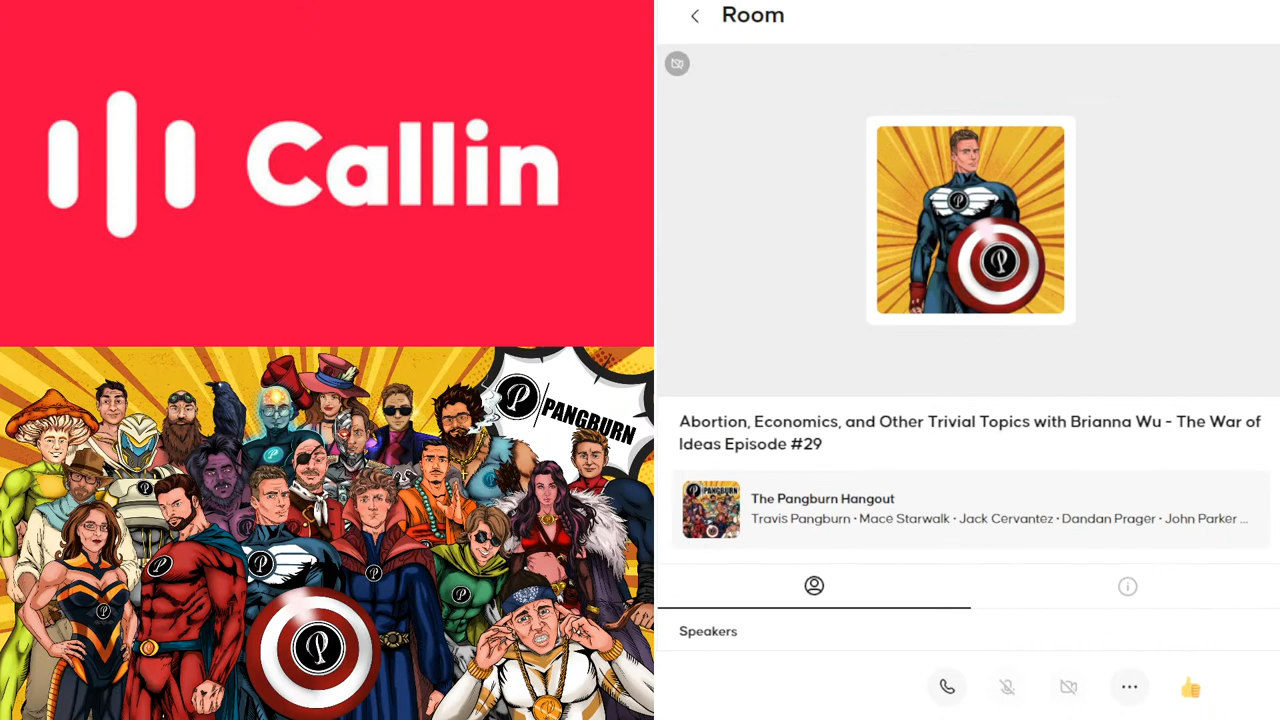 Callin
P PANGBURN
Room
Abortion, Economics, and Other Trivial Topics with Brianna Wu - The War of
Ideas Episode #29
PANGBURN
The Pangburn Hangout
Travis Pangburn · Mace Starwalk · Jack Cervantez · Dandan Prager · John Parker ...
Speakers